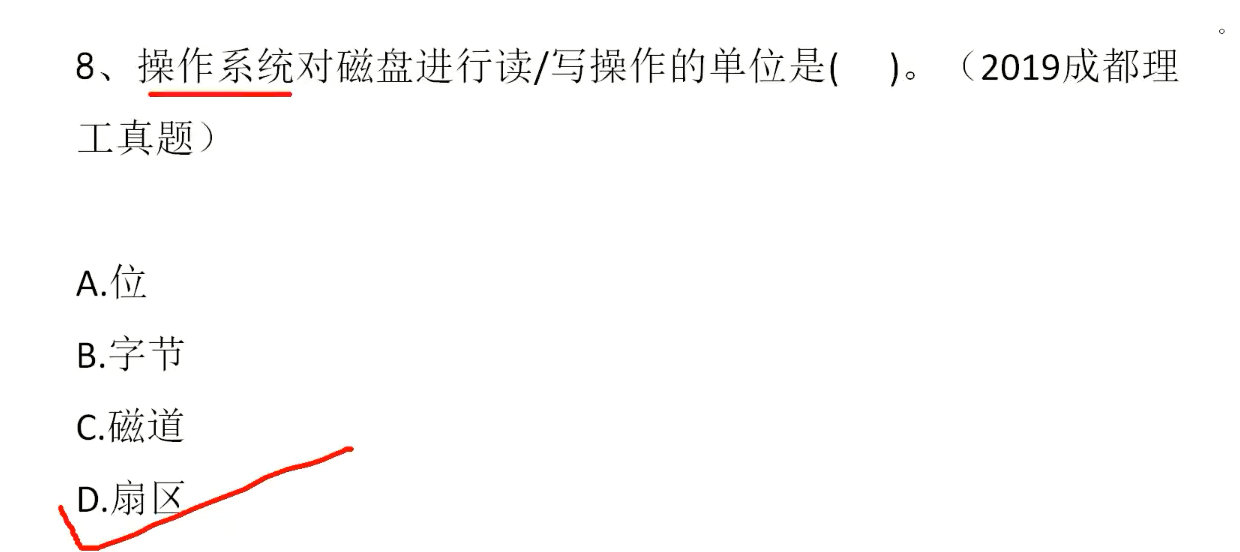 8、操作系统对磁盘进行读/写操作的单位是(    )。（2019成都理
工真题）
A.位
B.字节
C.磁道
D.扇区